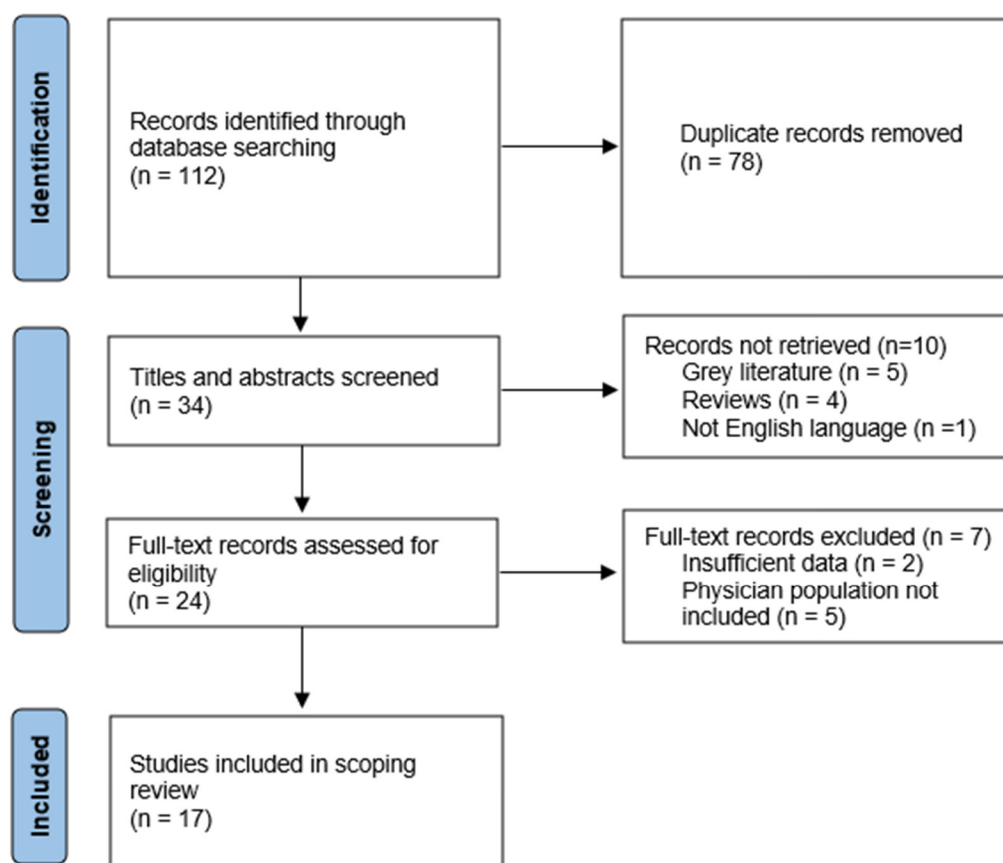 Identification
Records identified through
database searching
(n = 112)
Duplicate records removed
(n = 78)
Screening
Titles and abstracts screened
(n = 34)
Records not retrieved (n=10)
Grey literature (n = 5)
Reviews (n = 4)
Not English language (n =1)
Full-text records assessed for
eligibility
(n = 24)
Full-text records excluded (n = 7)
Insufficient data (n = 2)
Physician population not
included (n = 5)
Included
Studies included in scoping
review
(n = 17)